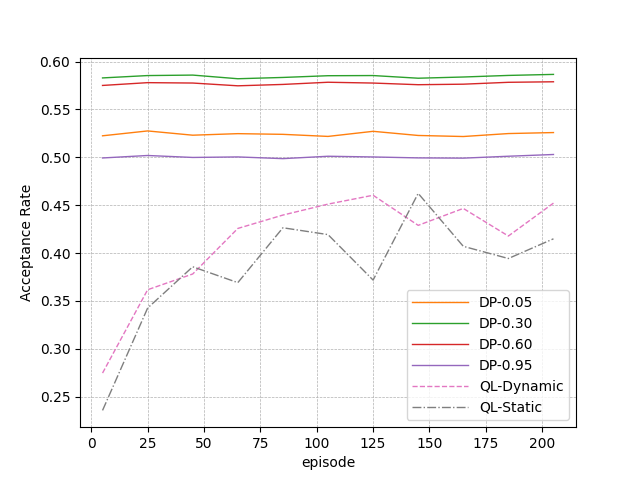 0.60
0.55
0.50
0.45
0.40
0.35
0.30
0.25
Acceptance Rate
DP-0.05
DP-0.30
DP-0.60
DP-0.95
QL-Dynamic
QL-Static
0 25 50 75 100 125 150 175 200
episode